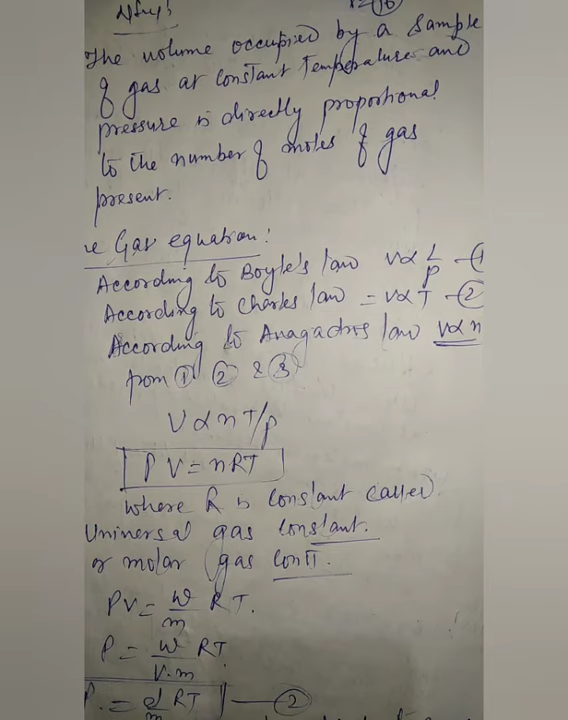 The volume occupied by a sample
of gas at constant Temperature and
pressure is directly proportional
to the number of moles of gas
present.
Gas equation:
According to Boyle's law V∝ 1/P - ①
According to Charles law = V∝T - ②
According to Avagadros law V∝n
from ① ② & ③
V∝nT/p
PV = nRT
where R is constant called
Universal gas constant.
or molar gas constt.
PV = w/m RT.
P = w/V.m RT
P. = d/m RT — ②